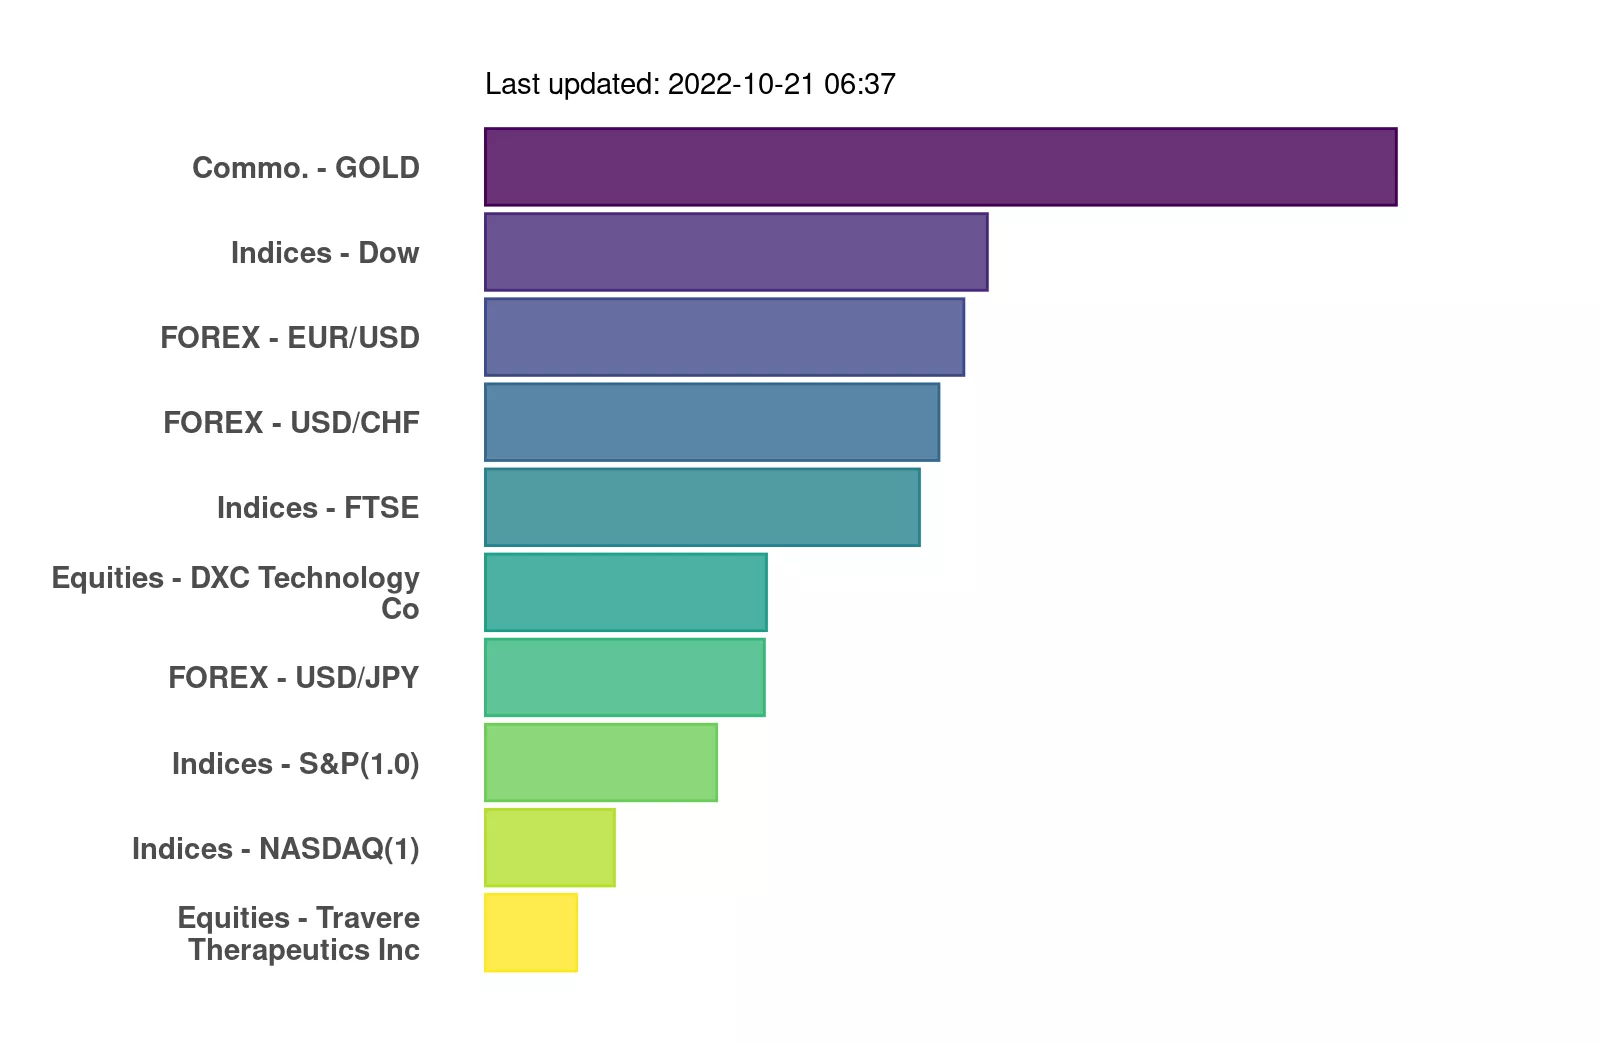 Last updated: 2022-10-21 06:37
Commo. - GOLD
Indices - Dow
FOREX - EUR/USD
FOREX - USD/CHF
Indices - FTSE
Equities - DXC Technology
Co
FOREX - USD/JPY
Indices - S&P(1.0)
Indices - NASDAQ(1)
Equities - Travere
Therapeutics Inc